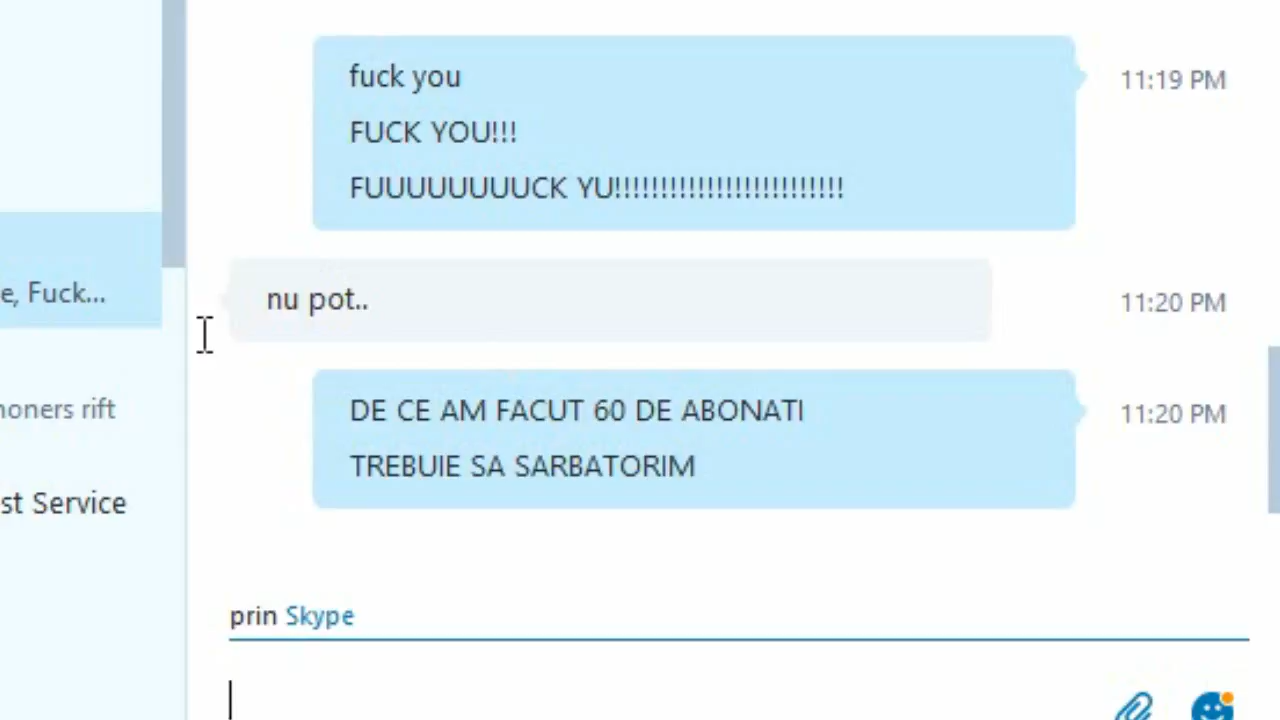 fuck you
11:19 PM
FUCK YOU!!!
FUUUUUUUUCK YU!!!!!!!!!!!!!!!!!!!!!!!!!!
e, Fuck...
nu pot..
11:20 PM
moners rift
DE CE AM FACUT 60 DE ABONATI
11:20 PM
TREBUIE SA SARBATORIM
st Service
prin Skype